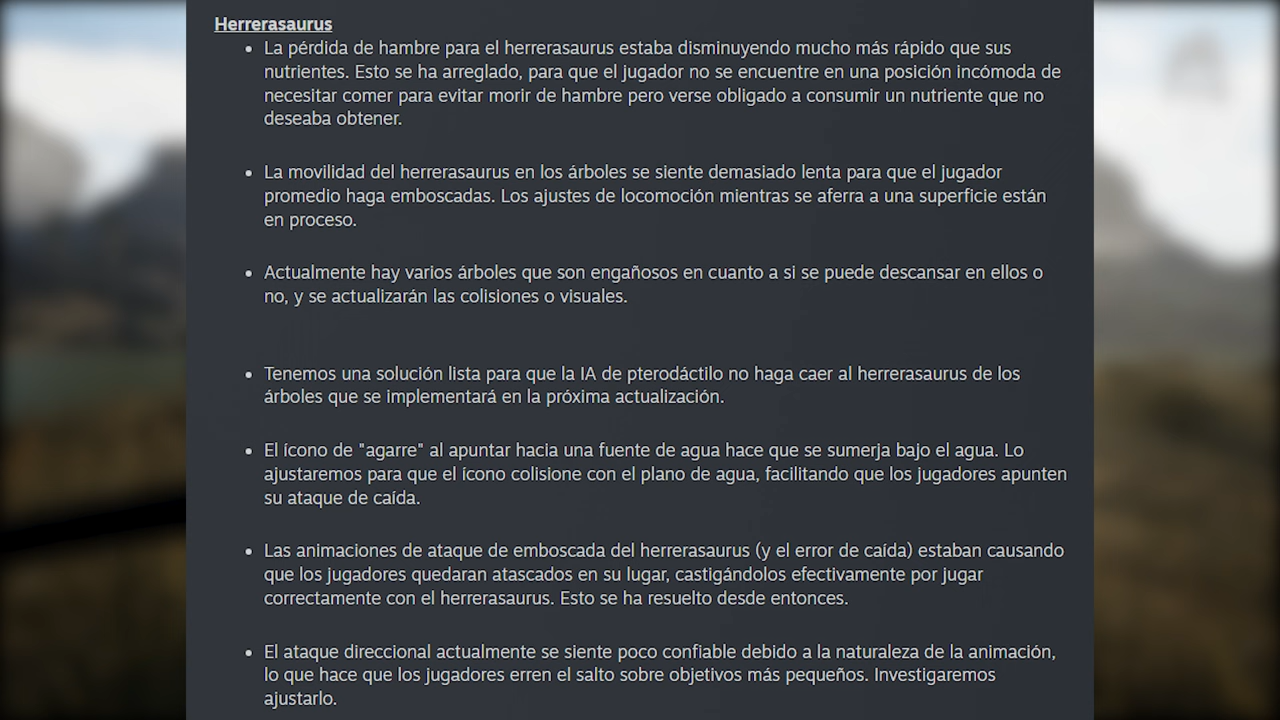 Herrerasaurus
• La pérdida de hambre para el herrerasaurus estaba disminuyendo mucho más rápido que sus
nutrientes. Esto se ha arreglado, para que el jugador no se encuentre en una posición incómoda de
necesitar comer para evitar morir de hambre pero verse obligado a consumir un nutriente que no
deseaba obtener.
• La movilidad del herrerasaurus en los árboles se siente demasiado lenta para que el jugador
promedio haga emboscadas. Los ajustes de locomoción mientras se aferra a una superficie están
en proceso.
• Actualmente hay varios árboles que son engañosos en cuanto a si se puede descansar en ellos o
no, y se actualizarán las colisiones o visuales.
• Tenemos una solución lista para que la IA de pterodáctilo no haga caer al herrerasaurus de los
árboles que se implementará en la próxima actualización.
• El ícono de "agarre" al apuntar hacia una fuente de agua hace que se sumerja bajo el agua. Lo
ajustaremos para que el ícono colisione con el plano de agua, facilitando que los jugadores apunten
su ataque de caída.
• Las animaciones de ataque de emboscada del herrerasaurus (y el error de caída) estaban causando
que los jugadores quedaran atascados en su lugar, castigándolos efectivamente por jugar
correctamente con el herrerasaurus. Esto se ha resuelto desde entonces.
• El ataque direccional actualmente se siente poco confiable debido a la naturaleza de la animación,
lo que hace que los jugadores erren el salto sobre objetivos más pequeños. Investigaremos
ajustarlo.